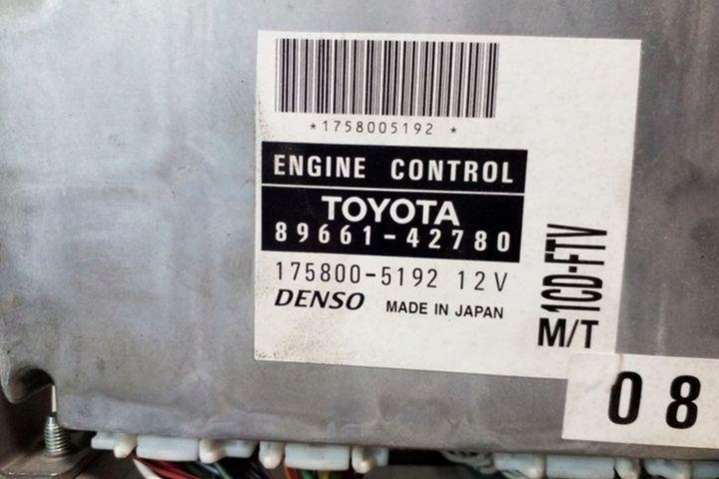 *1758005192 *
ENGINE CONTROL
TOYOTA
89661-42780
175800-5192 12V
DENSO MADE IN JAPAN
1CD-FTV
M/T
08